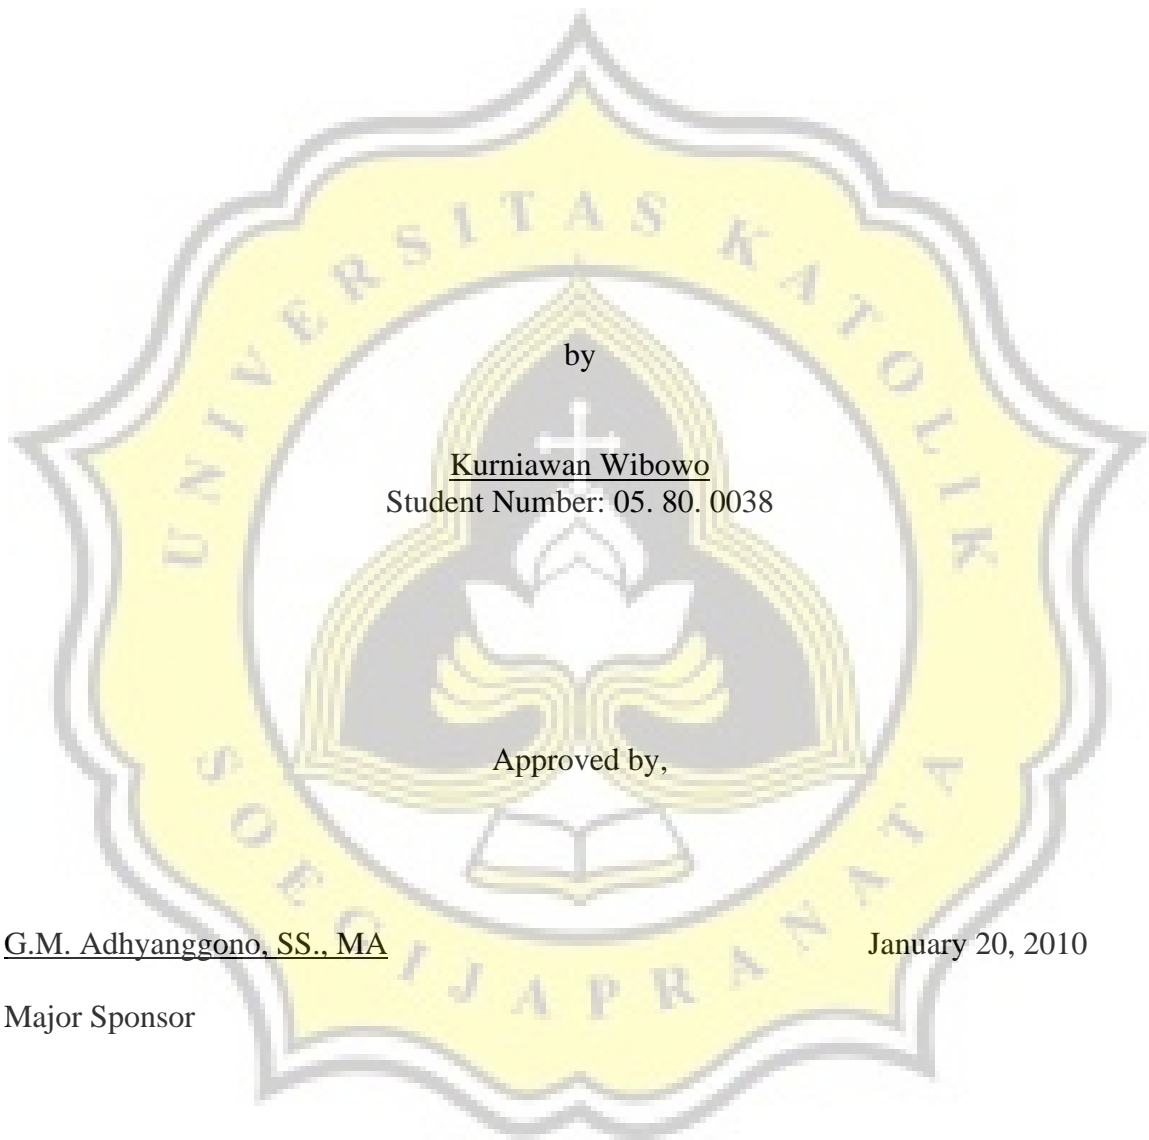 UNIVERSITAS KATOLIK
by
Kurniawan Wibowo
Student Number: 05. 80. 0038
Approved by,
G.M. Adhyanggono, SS., MA
January 20, 2010
Major Sponsor
SOEGIJAPRANATA